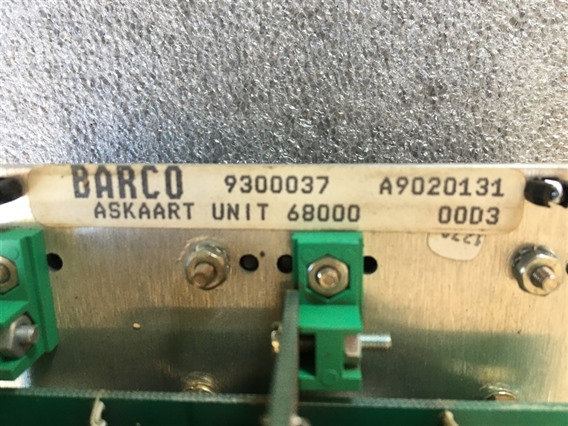 BARCO 9300037 A9020131
ASKAART UNIT 68000 00D3